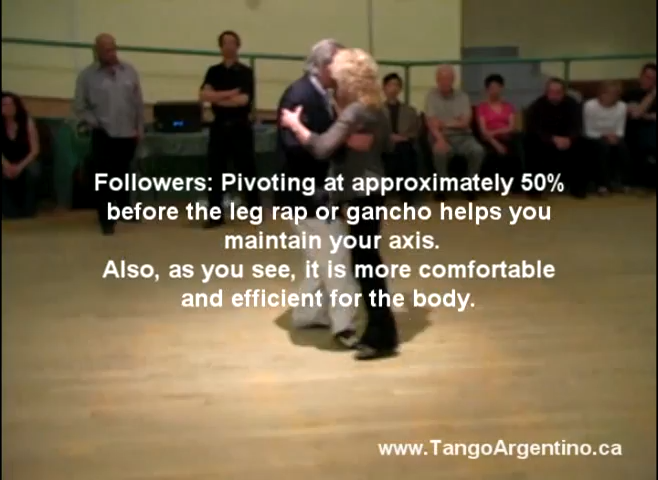 Followers: Pivoting at approximately 50%
before the leg rap or gancho helps you
maintain your axis.
Also, as you see, it is more comfortable
and efficient for the body.
www.TangoArgentino.ca